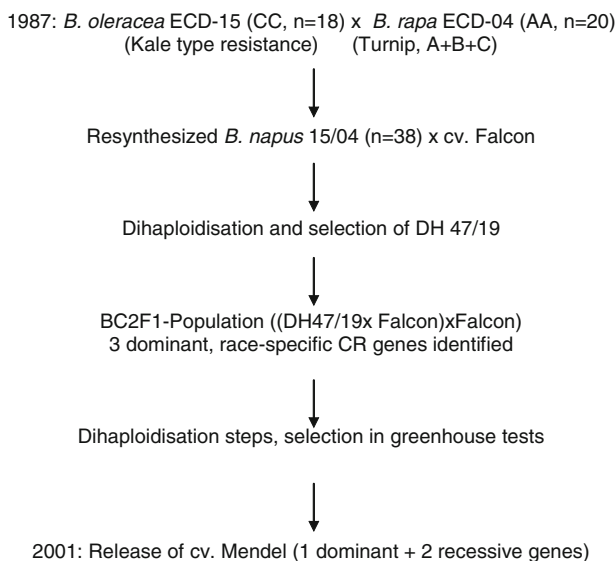 1987: B. oleracea ECD-15 (CC, n=18) x B. rapa ECD-04 (AA, n=20)
(Kale type resistance) (Turnip, A+B+C)
Resynthesized B. napus 15/04 (n=38) x cv. Falcon
Dihaploidisation and selection of DH 47/19
BC2F1-Population ((DH47/19x Falcon)xFalcon)
3 dominant, race-specific CR genes identified
Dihaploidisation steps, selection in greenhouse tests
2001: Release of cv. Mendel (1 dominant + 2 recessive genes)